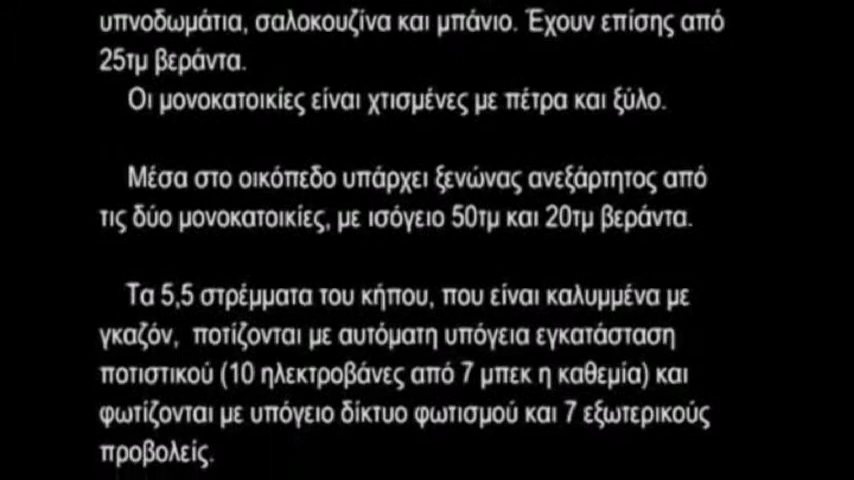 υπνοδωμάτια, σαλοκουζίνα και μπάνιο. Έχουν επίσης από
25τμ βεράντα.
Οι μονοκατοικίες είναι χτισμένες με πέτρα και ξύλο.
Μέσα στο οικόπεδο υπάρχει ξενώνας ανεξάρτητος από
τις δύο μονοκατοικίες, με ισόγειο 50τμ και 20τμ βεράντα.
Τα 5,5 στρέμματα του κήπου, που είναι καλυμμένα με
γκαζόν, ποτίζονται με αυτόματη υπόγεια εγκατάσταση
ποτιστικού (10 ηλεκτροβάνες από 7 μπεκ η καθεμία) και
φωτίζονται με υπόγειο δίκτυο φωτισμού και 7 εξωτερικούς
προβολείς.